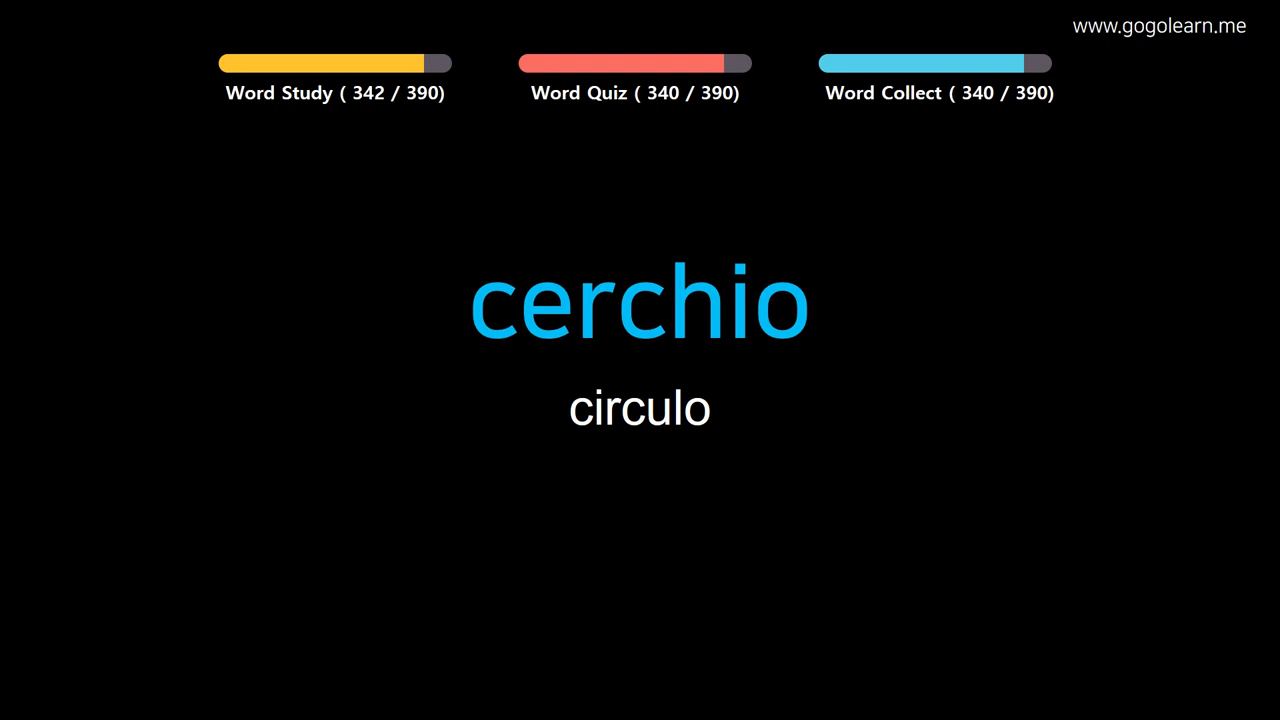 www.gogolearn.me
Word Study ( 342 / 390)
Word Quiz ( 340 / 390)
Word Collect ( 340 / 390)
cerchio
circulo